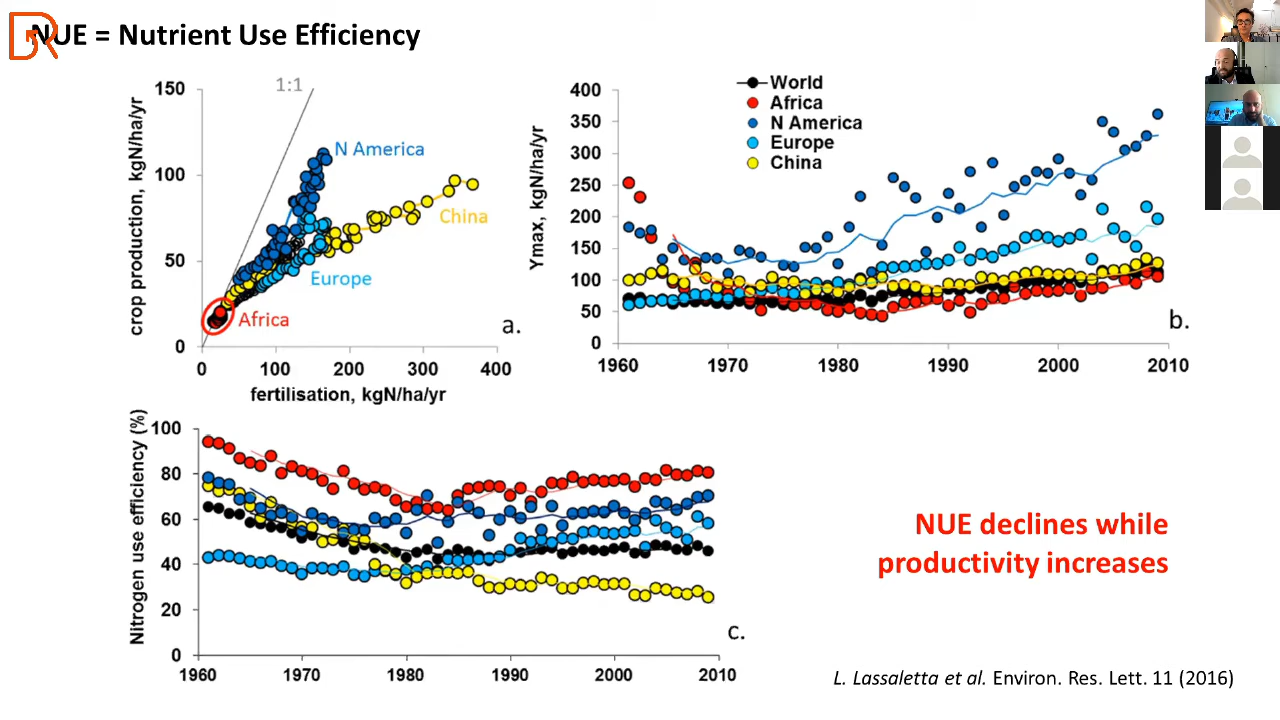 NUE = Nutrient Use Efficiency
crop production, kgN/ha/yr
150
100
50
0
1:1
N America
China
Europe
Africa
a.
0 100 200 300 400
fertilisation, kgN/ha/yr
Ymax, kgN/ha/yr
400
350
300
250
200
150
100
50
0
World
Africa
N America
Europe
China
b.
1960 1970 1980 1990 2000 2010
Nitrogen use efficiency (%)
100
80
60
40
20
0
c.
1960 1970 1980 1990 2000 2010
NUE declines while
productivity increases
L. Lassaletta et al. Environ. Res. Lett. 11 (2016)